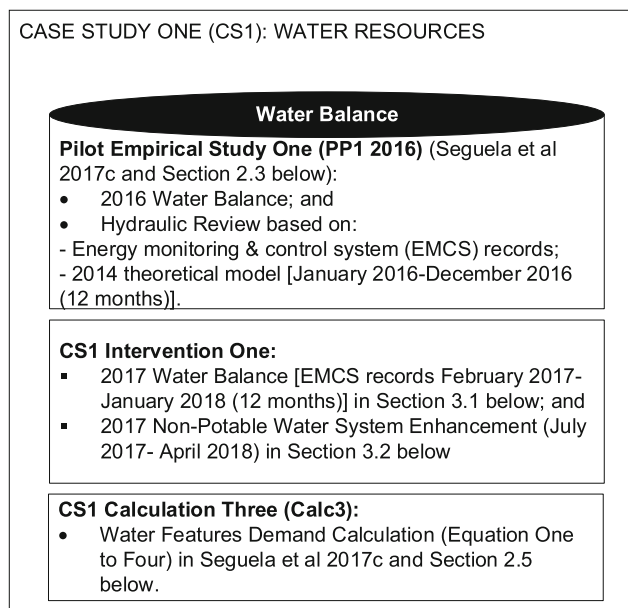 CASE STUDY ONE (CS1): WATER RESOURCES
Water Balance
Pilot Empirical Study One (PP1 2016) (Seguela et al
2017c and Section 2.3 below):
• 2016 Water Balance; and
• Hydraulic Review based on:
- Energy monitoring & control system (EMCS) records;
- 2014 theoretical model [January 2016-December 2016
(12 months)].
CS1 Intervention One:
▪ 2017 Water Balance [EMCS records February 2017-
January 2018 (12 months)] in Section 3.1 below; and
▪ 2017 Non-Potable Water System Enhancement (July
2017- April 2018) in Section 3.2 below
CS1 Calculation Three (Calc3):
• Water Features Demand Calculation (Equation One
to Four) in Seguela et al 2017c and Section 2.5
below.